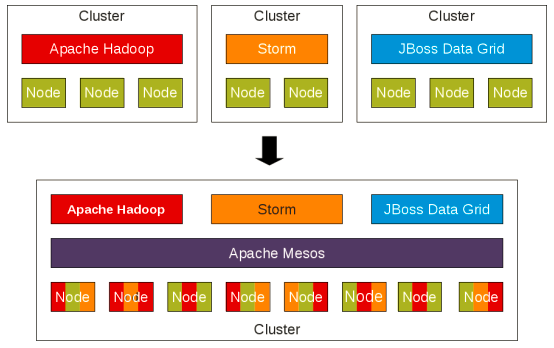 Cluster Cluster Cluster
Apache Hadoop Storm JBoss Data Grid
Node Node Node Node Node Node Node Node
Apache Hadoop Storm JBoss Data Grid
Apache Mesos
Node Node Node Node Node Node Node Node
Cluster